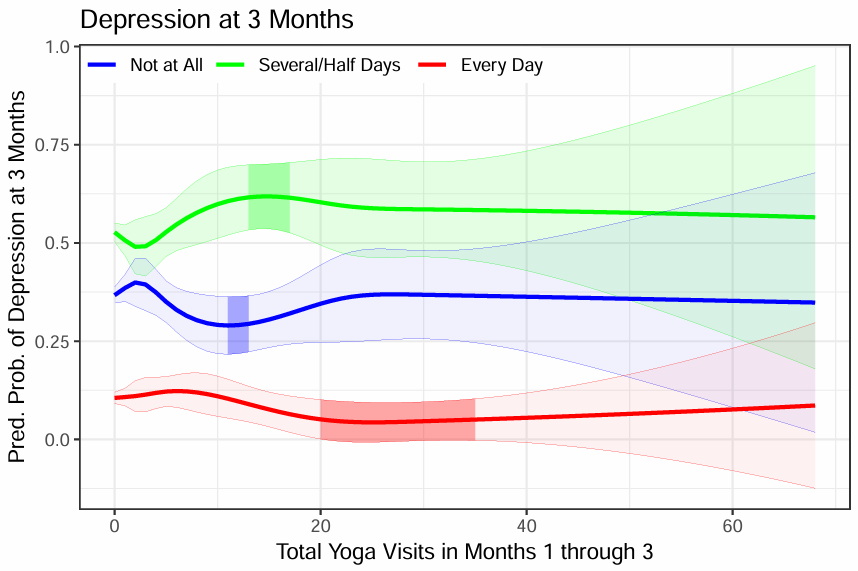 Depression at 3 Months
Not at All Several/Half Days Every Day
Pred. Prob. of Depression at 3 Months
1.0
0.75
0.5
0.25
0.0
0 20 40 60
Total Yoga Visits in Months 1 through 3